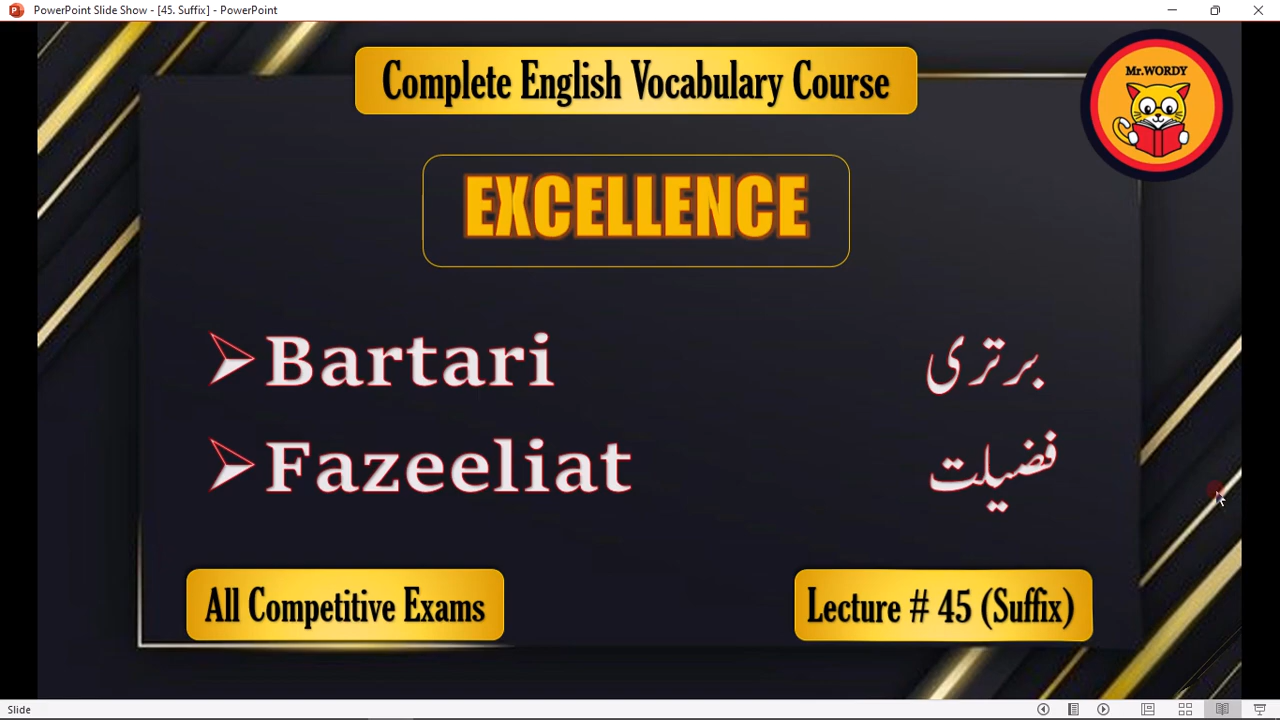 PowerPoint Slide Show - [45. Suffix] - PowerPoint
Complete English Vocabulary Course
Mr.WORDY
EXCELLENCE
Bartari برتری
Fazeeliat فضیلت
All Competitive Exams
Lecture # 45 (Suffix)
Slide